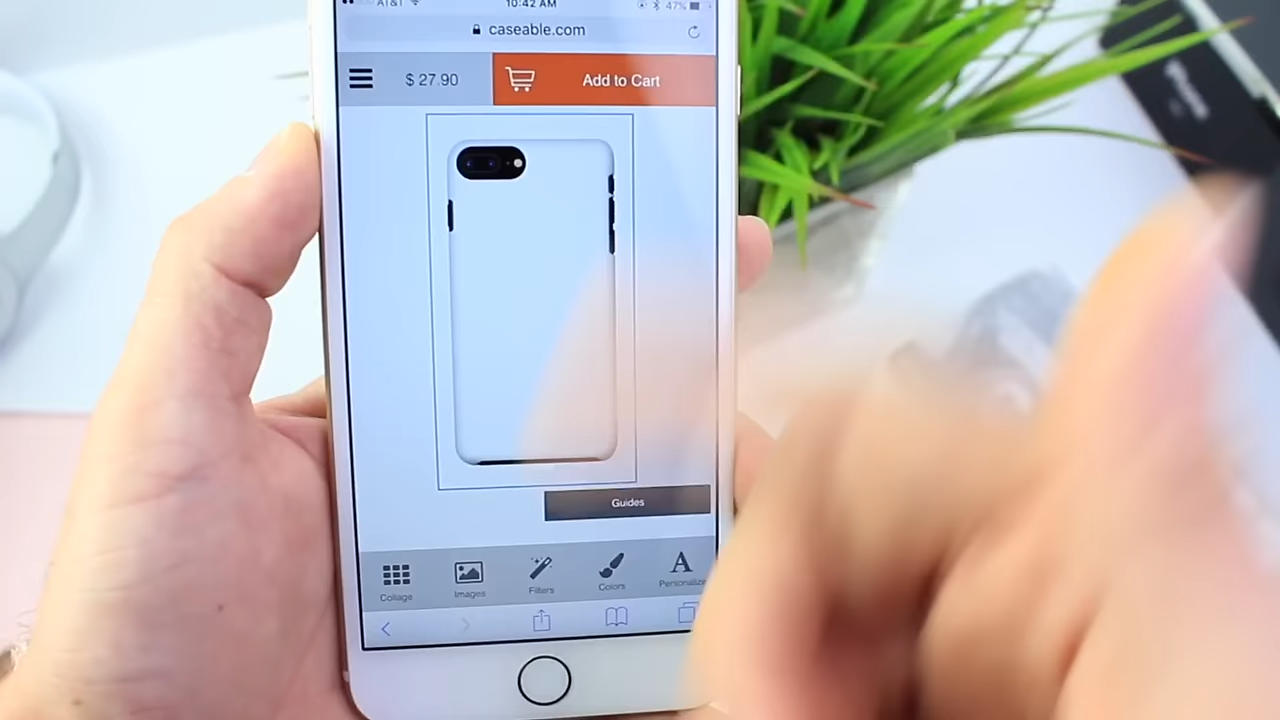 AT&T 10:42 AM 47%
caseable.com
$ 27.90 Add to Cart
Guides
Collage Images Filters Colors Personalize